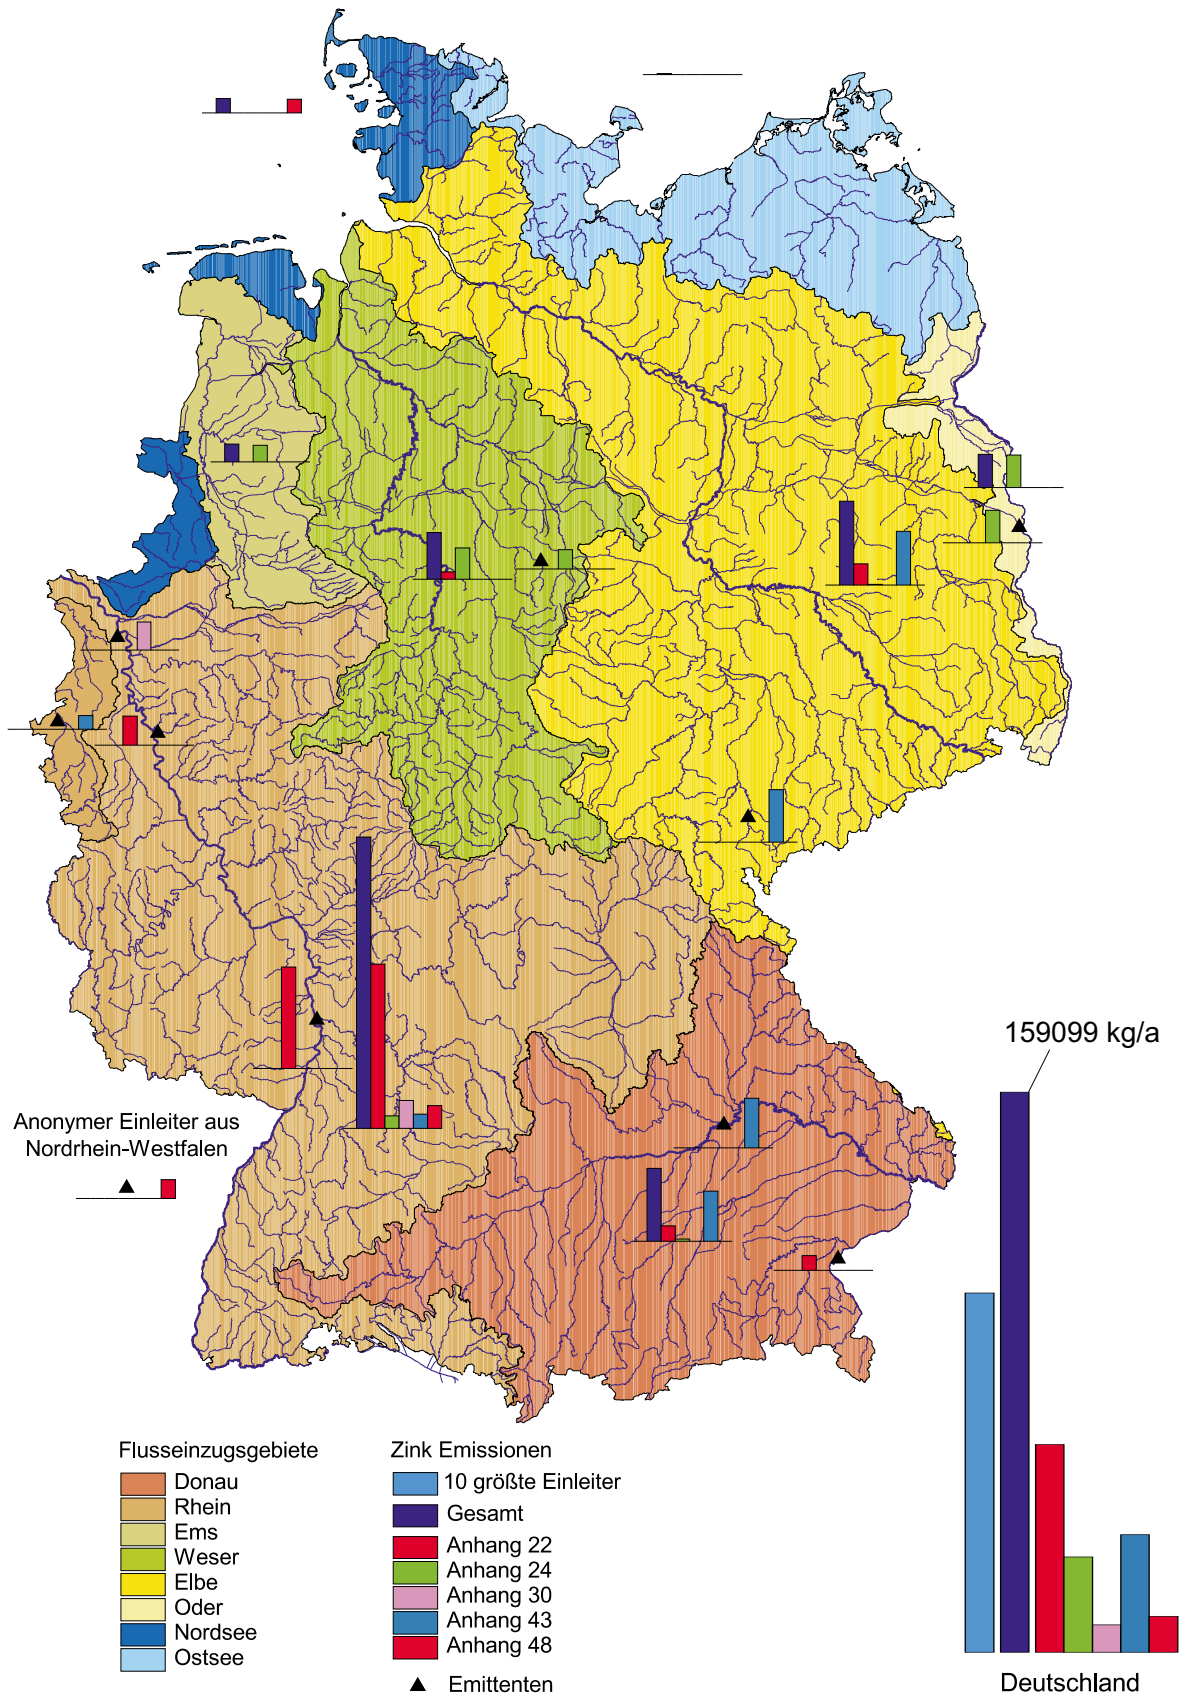 159099 kg/a
Anonymer Einleiter aus
Nordrhein-Westfalen
Flusseinzugsgebiete
Donau
Rhein
Ems
Weser
Elbe
Oder
Nordsee
Ostsee
Zink Emissionen
10 größte Einleiter
Gesamt
Anhang 22
Anhang 24
Anhang 30
Anhang 43
Anhang 48
Emittenten
Deutschland